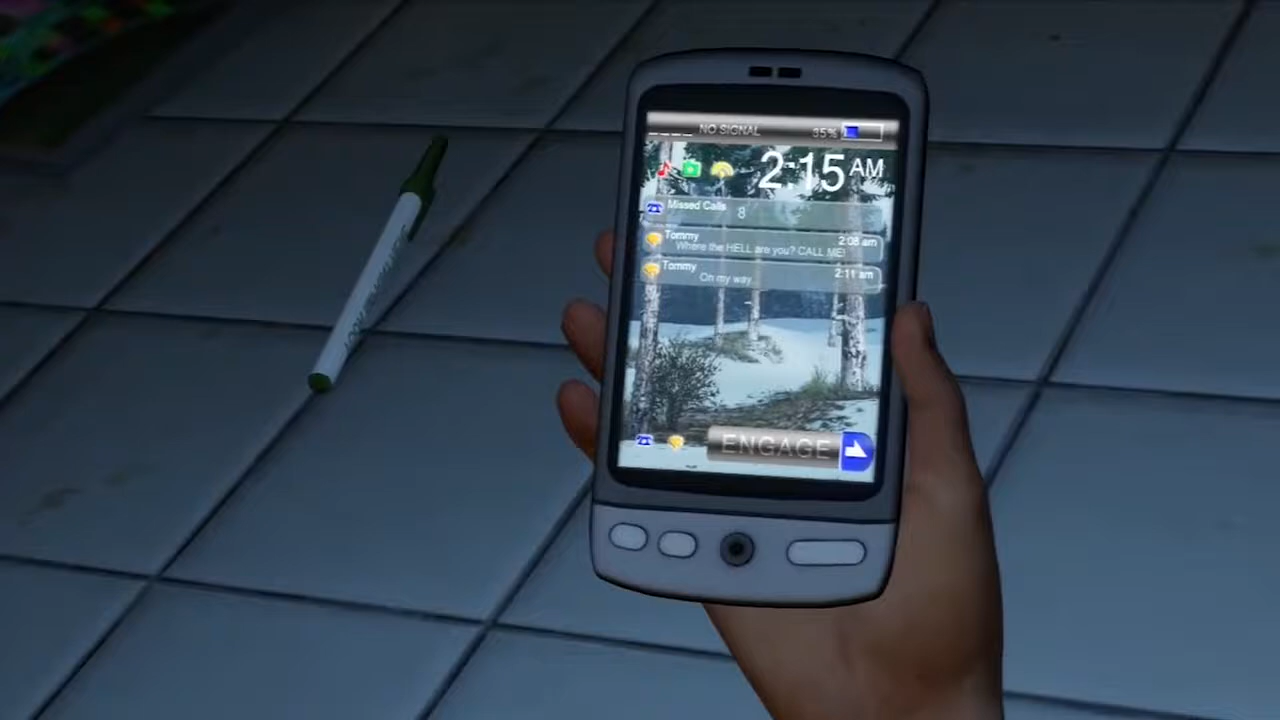 NO SIGNAL 35%
2:15 AM
Missed Calls 8
Tommy 2:08 am
Where the HELL are you? CALL ME!
Tommy 2:11 am
On my way
ENGAGE